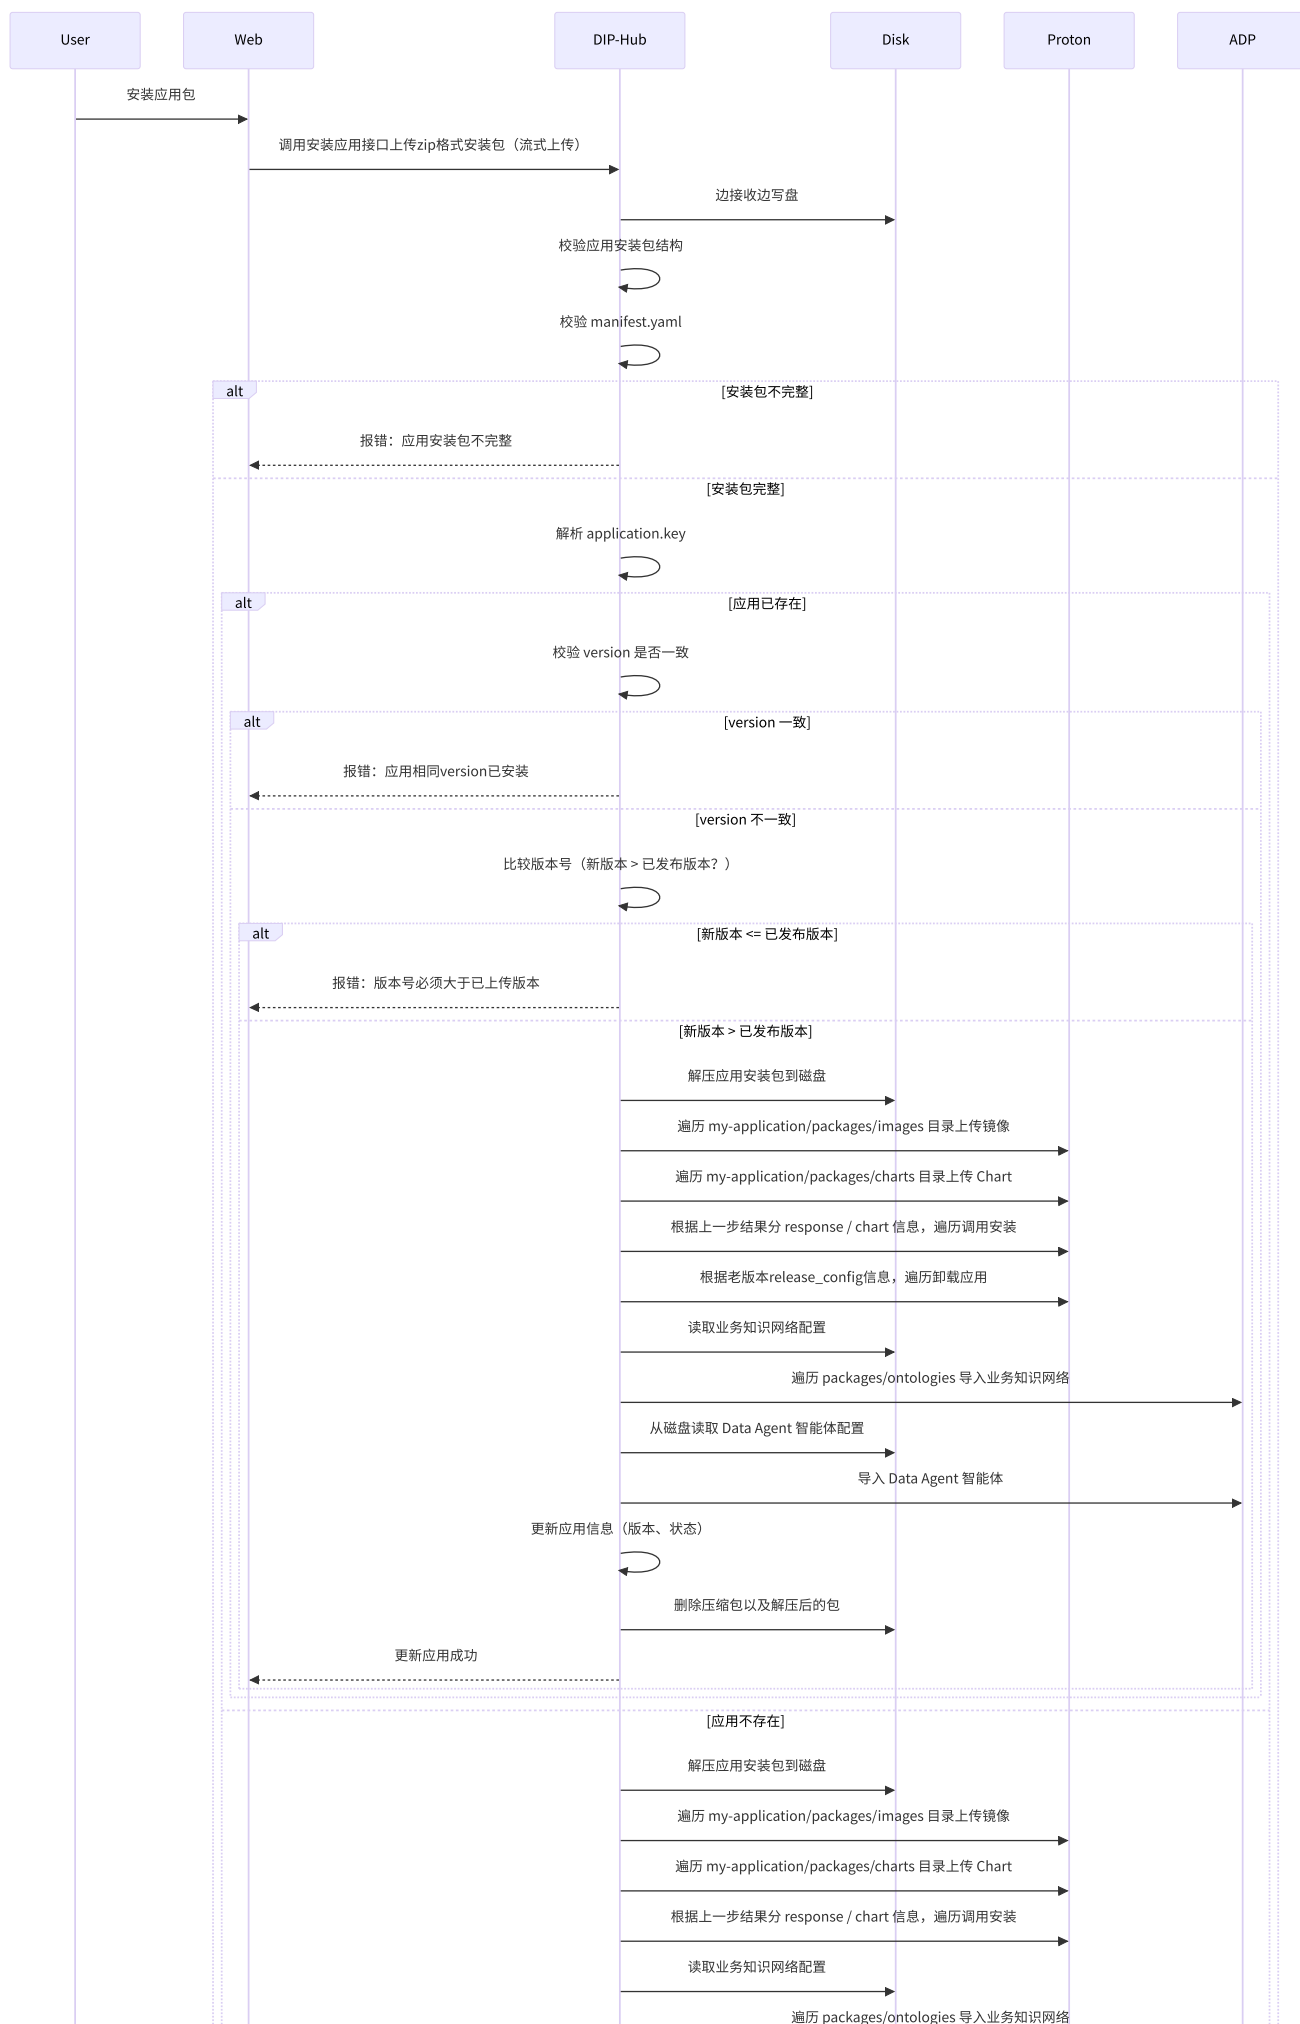 User
Web
DIP-Hub
Disk
Proton
ADP
安装应用包
调用安装应用接口上传zip格式安装包（流式上传）
边接收边写盘
校验应用安装包结构
校验 manifest.yaml
alt
[安装包不完整]
报错：应用安装包不完整
[安装包完整]
解析 application.key
alt
[应用已存在]
校验 version 是否一致
alt
[version 一致]
报错：应用相同version已安装
[version 不一致]
比较版本号（新版本 > 已发布版本？）
alt
[新版本 <= 已发布版本]
报错：版本号必须大于已上传版本
[新版本 > 已发布版本]
解压应用安装包到磁盘
遍历 my-application/packages/images 目录上传镜像
遍历 my-application/packages/charts 目录上传 Chart
根据上一步结果分 response / chart 信息，遍历调用安装
根据老版本release_config信息，遍历卸载应用
读取业务知识网络配置
遍历 packages/ontologies 导入业务知识网络
从磁盘读取 Data Agent 智能体配置
导入 Data Agent 智能体
更新应用信息（版本、状态）
删除压缩包以及解压后的包
更新应用成功
[应用不存在]
解压应用安装包到磁盘
遍历 my-application/packages/images 目录上传镜像
遍历 my-application/packages/charts 目录上传 Chart
根据上一步结果分 response / chart 信息，遍历调用安装
读取业务知识网络配置
遍历 packages/ontologies 导入业务知识网络